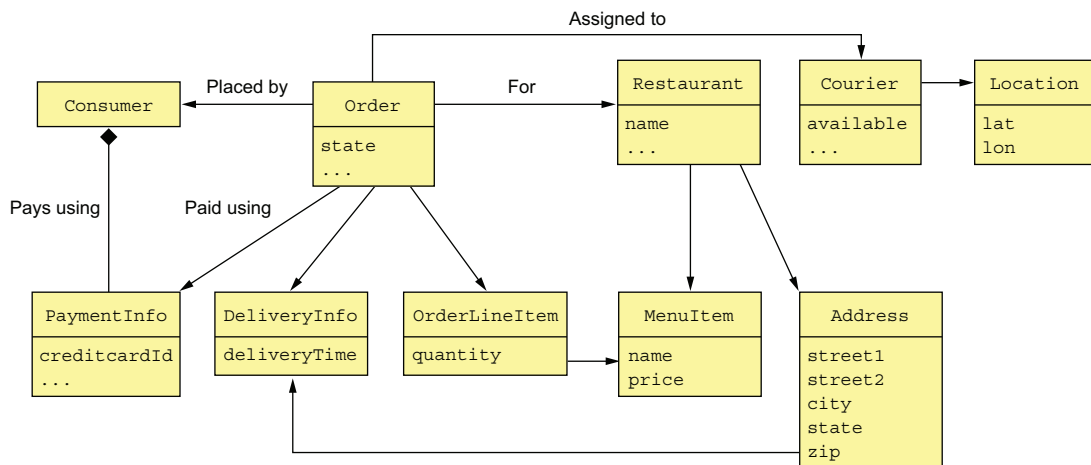 Assigned to
Consumer
Placed by
Order
state
...
For
Restaurant
name
...
Courier
available
...
Location
lat
lon
Pays using
Paid using
PaymentInfo
creditcardId
...
DeliveryInfo
deliveryTime
OrderLineItem
quantity
MenuItem
name
price
Address
street1
street2
city
state
zip